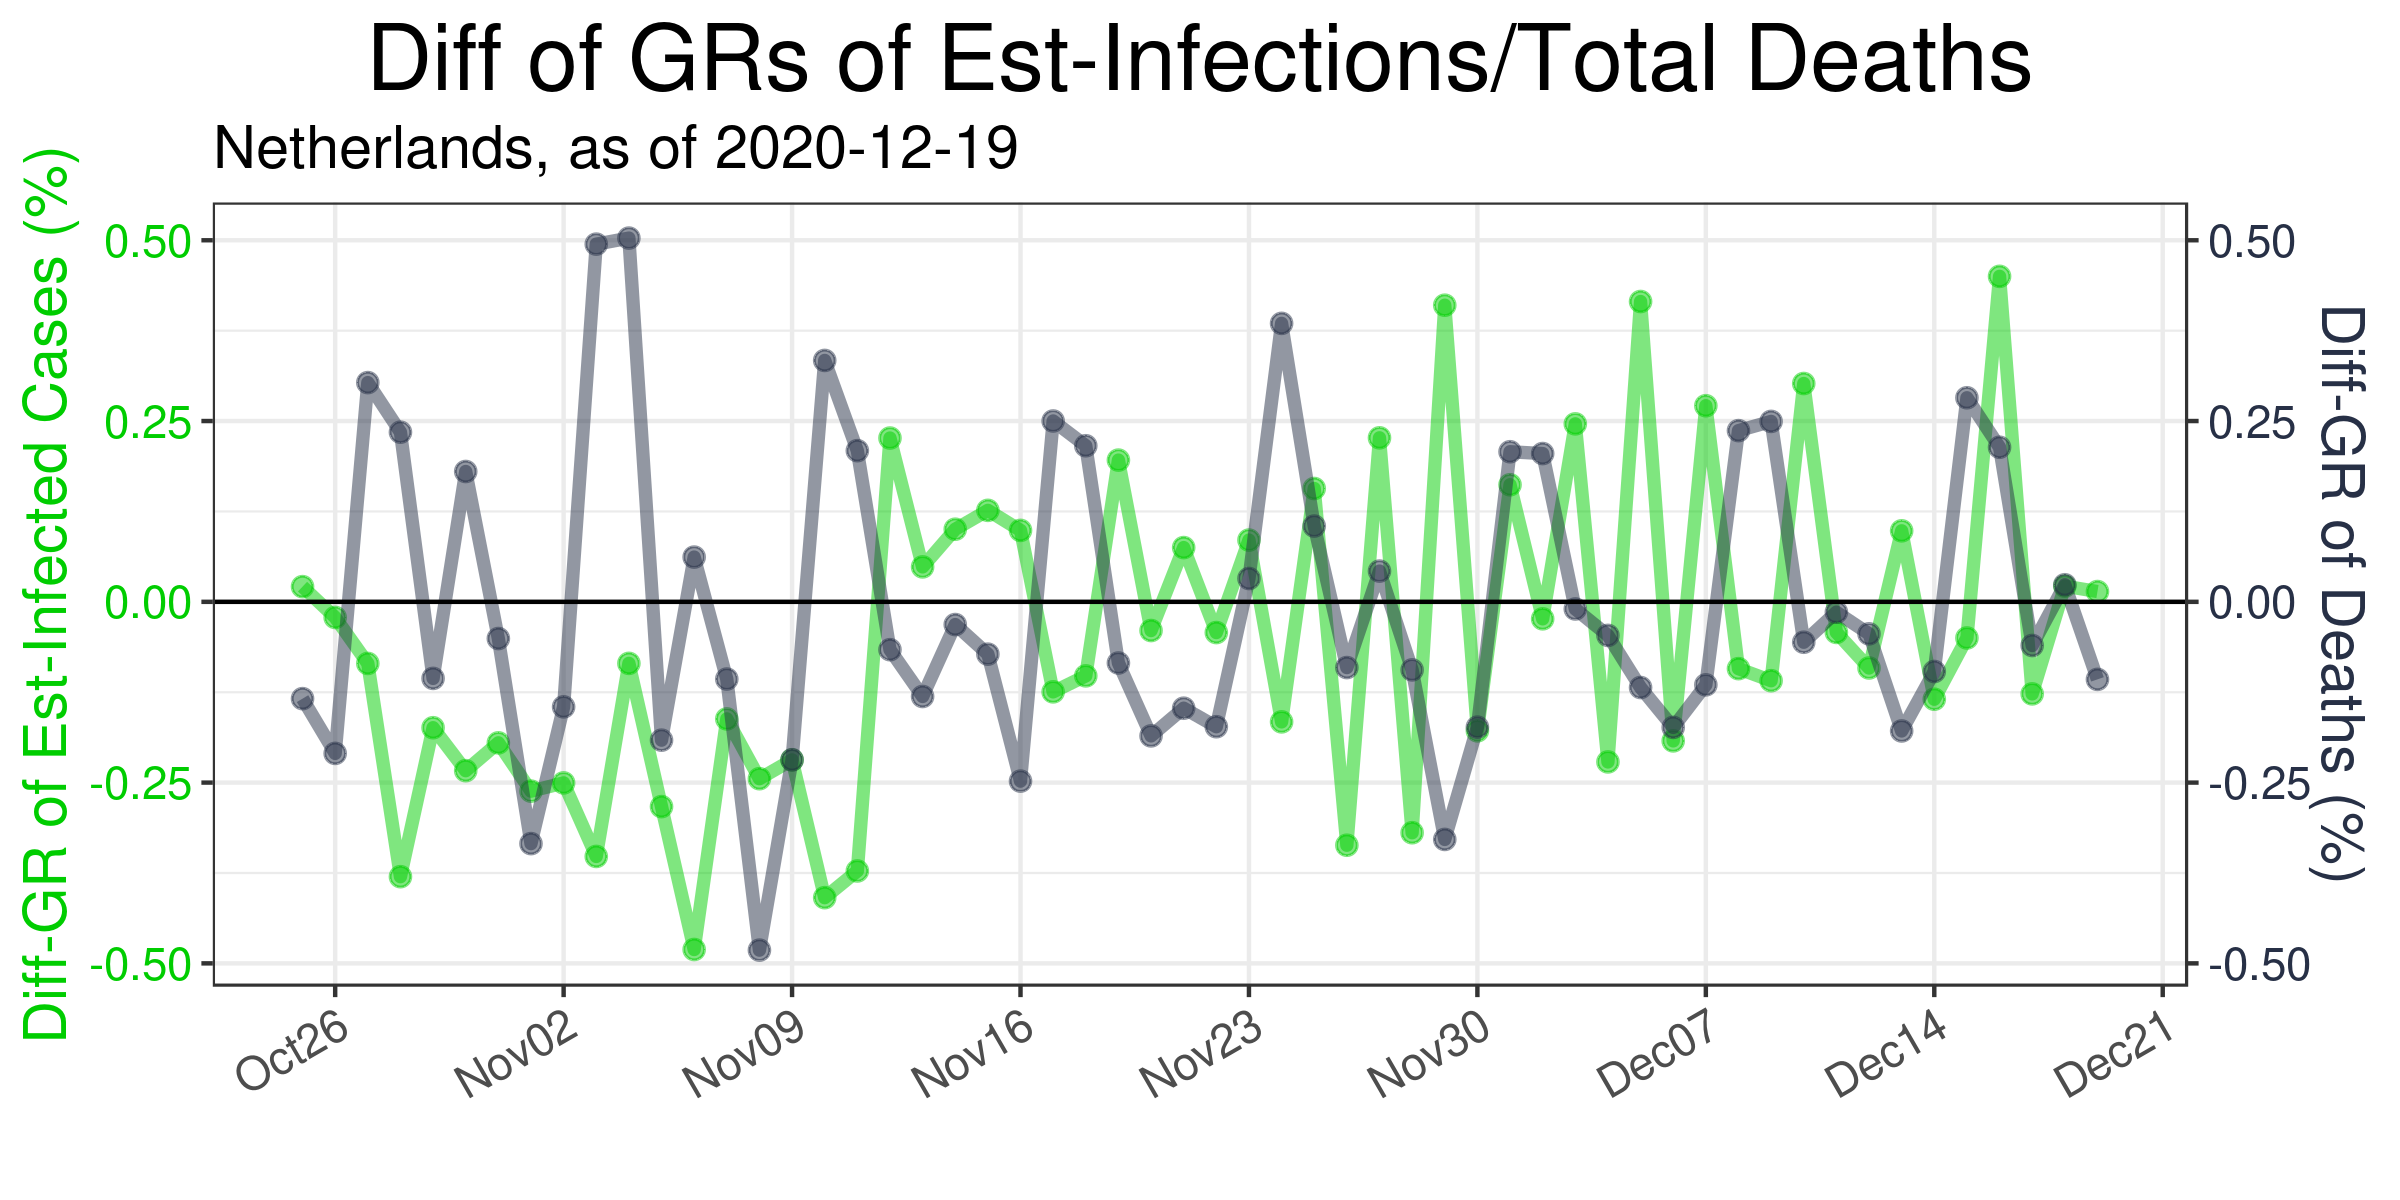 Diff of GRs of Est-Infections/Total Deaths
Netherlands, as of 2020-12-19
Diff-GR of Est-Infected Cases (%)
0.50
0.25
0.00
-0.25
-0.50
0.50
0.25
0.00
-0.25
-0.50
Diff-GR of Deaths (%)
Oct26
Nov02
Nov09
Nov16
Nov23
Nov30
Dec07
Dec14
Dec21